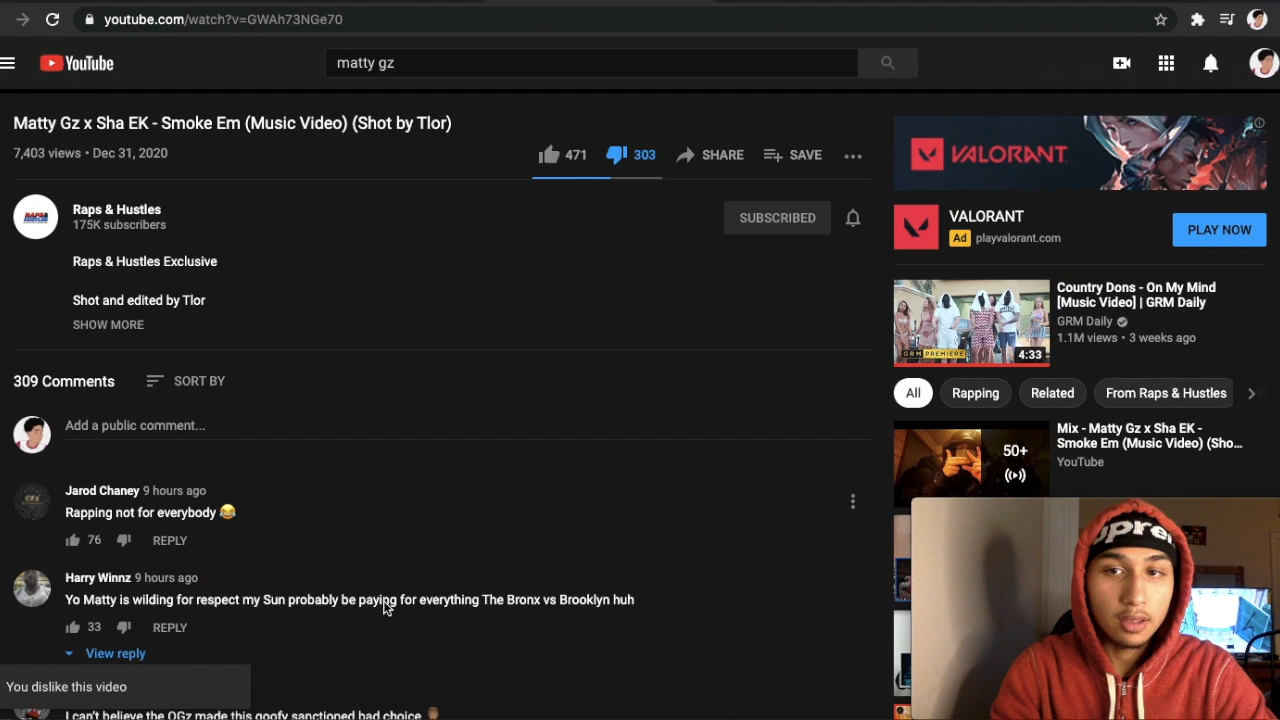 youtube.com/watch?v=GWAh73NGe70
YouTube
matty gz
Matty Gz x Sha EK - Smoke Em (Music Video) (Shot by Tlor)
7,403 views • Dec 31, 2020
471
303
SHARE
SAVE
RAPS
Raps & Hustles
175K subscribers
SUBSCRIBED
Raps & Hustles Exclusive
Shot and edited by Tlor
SHOW MORE
309 Comments
SORT BY
Add a public comment...
Jarod Chaney 9 hours ago
Rapping not for everybody 😂
76
REPLY
Harry Winnz 9 hours ago
Yo Matty is wilding for respect my Sun probably be paying for everything The Bronx vs Brooklyn huh
33
REPLY
View reply
You dislike this video
I can't believe the OGz made this goofy sanctioned bad choice
VALORANT
VALORANT
Ad playvalorant.com
PLAY NOW
GRM PREMIERE
4:33
Country Dons - On My Mind
[Music Video] | GRM Daily
GRM Daily
1.1M views • 3 weeks ago
All
Rapping
Related
From Raps & Hustles
50+
Mix - Matty Gz x Sha EK -
Smoke Em (Music Video) (Sho...
YouTube
Supreme